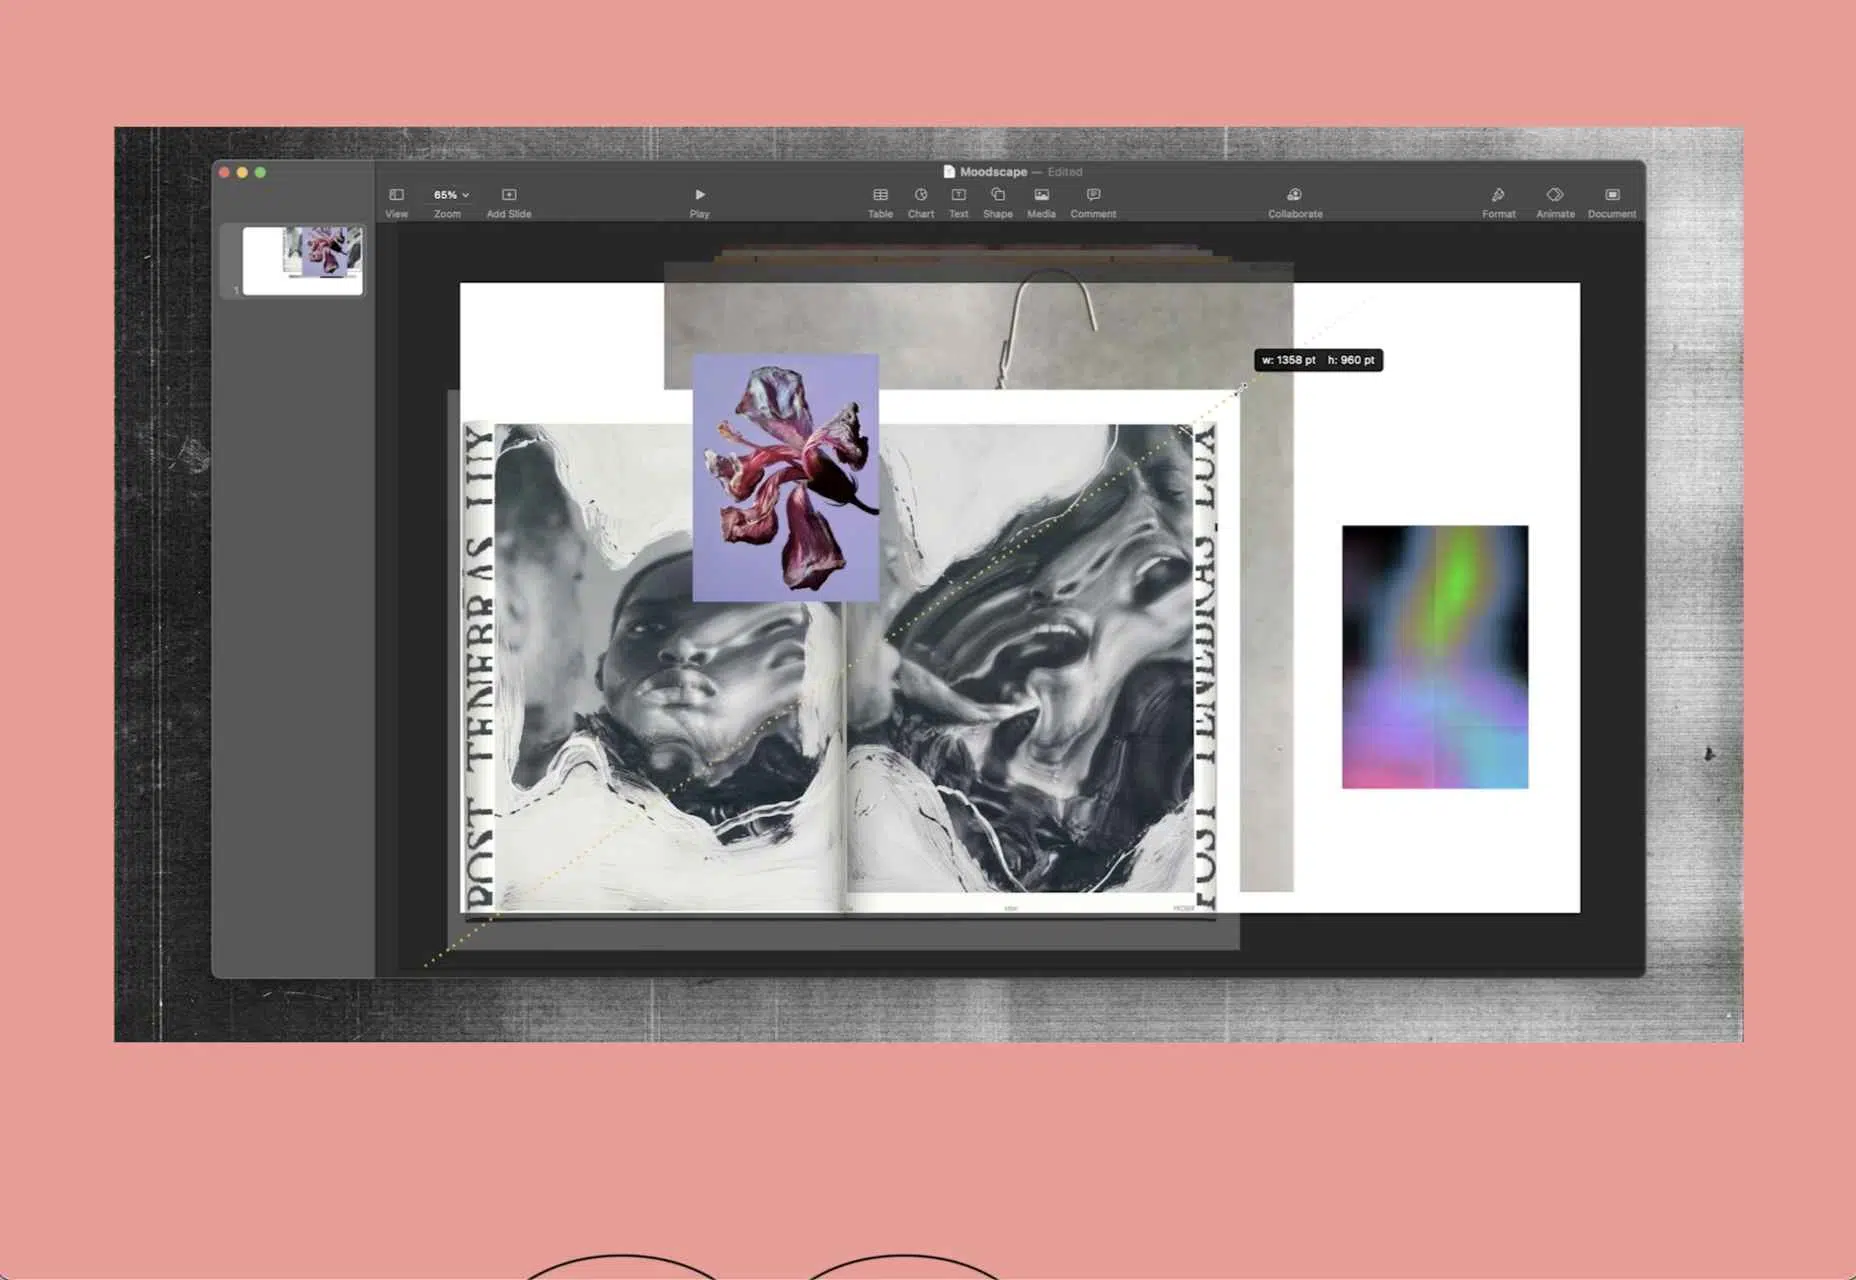 Moodscape — Edited
65%
View Zoom Add Slide Play Table Chart Text Shape Media Comment Collaborate Format Animate Document
1
w: 1358 pt h: 960 pt
POST TENEBRAS LUX
POST TENEBRAS LUX